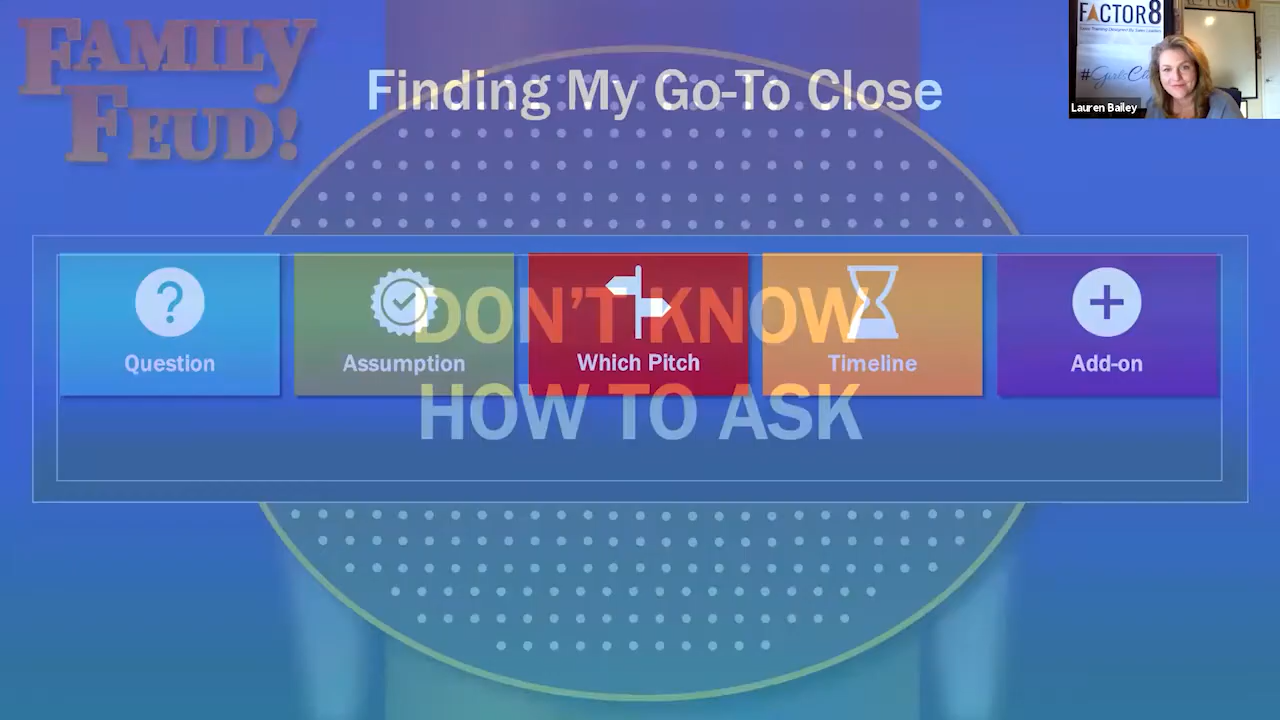 FAMILY
FEUD!
Finding My Go-To Close
FACTOR8
Lauren Bailey
DON'T KNOW
HOW TO ASK
Question
Assumption
Which Pitch
Timeline
Add-on